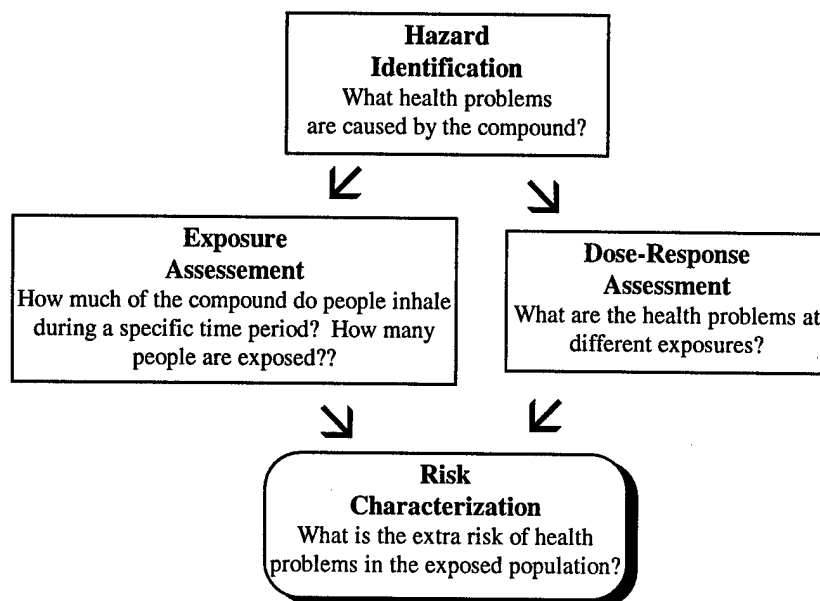 Hazard
Identification
What health problems
are caused by the compound?
Exposure
Assessement
How much of the compound do people inhale
during a specific time period? How many
people are exposed??
Dose-Response
Assessment
What are the health problems at
different exposures?
Risk
Characterization
What is the extra risk of health
problems in the exposed population?